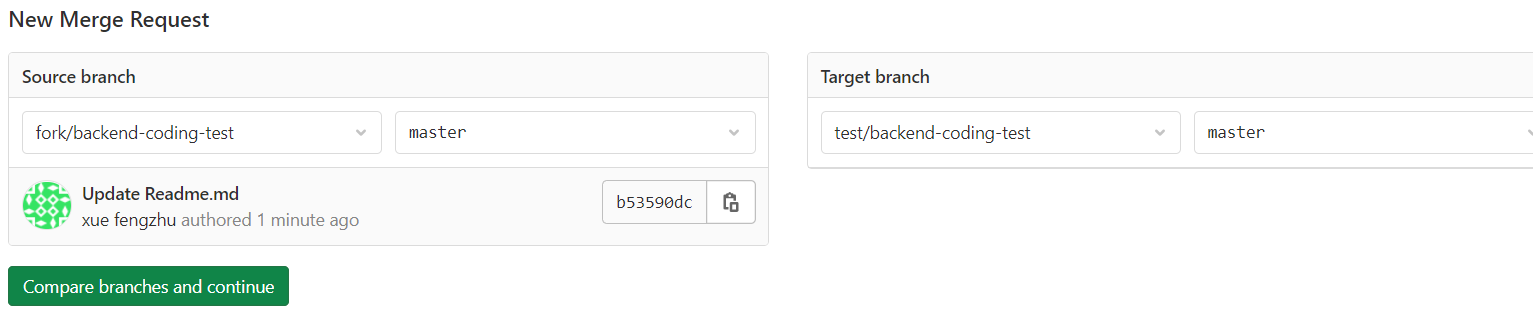 New Merge Request
Source branch
fork/backend-coding-test
master
Update Readme.md
xue fengzhu authored 1 minute ago
b53590dc
Target branch
test/backend-coding-test
master
Compare branches and continue